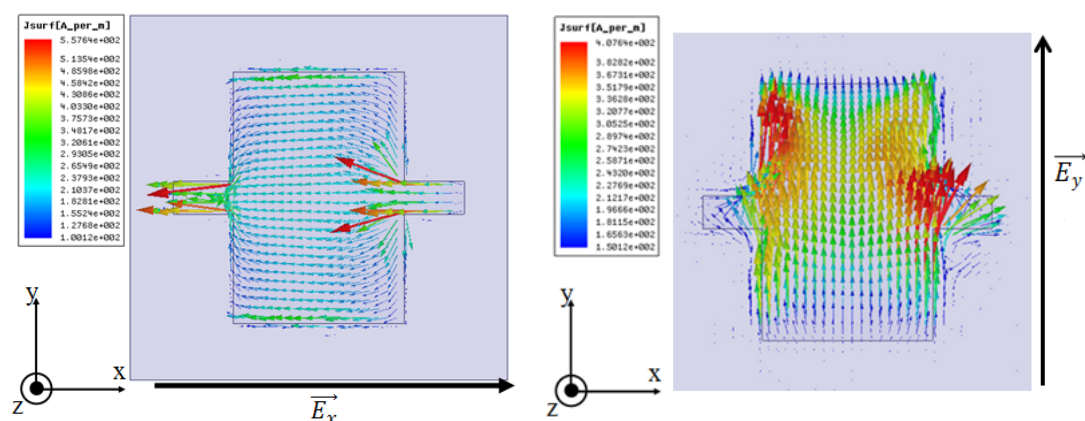 Jsurf[A_per_m]
5.5764e+002
5.1354e+002
4.8598e+002
4.5842e+002
4.3086e+002
4.0330e+002
3.7573e+002
3.4817e+002
3.2061e+002
2.9305e+002
2.6549e+002
2.3793e+002
2.1037e+002
1.8281e+002
1.5524e+002
1.2768e+002
1.0012e+002
y
x
z
E_x
Jsurf[A_per_m]
4.0764e+002
3.8282e+002
3.6731e+002
3.5179e+002
3.3628e+002
3.2077e+002
3.0525e+002
2.8974e+002
2.7423e+002
2.5871e+002
2.4320e+002
2.2769e+002
2.1217e+002
1.9666e+002
1.8115e+002
1.6563e+002
1.5012e+002
E_y
y
x
z